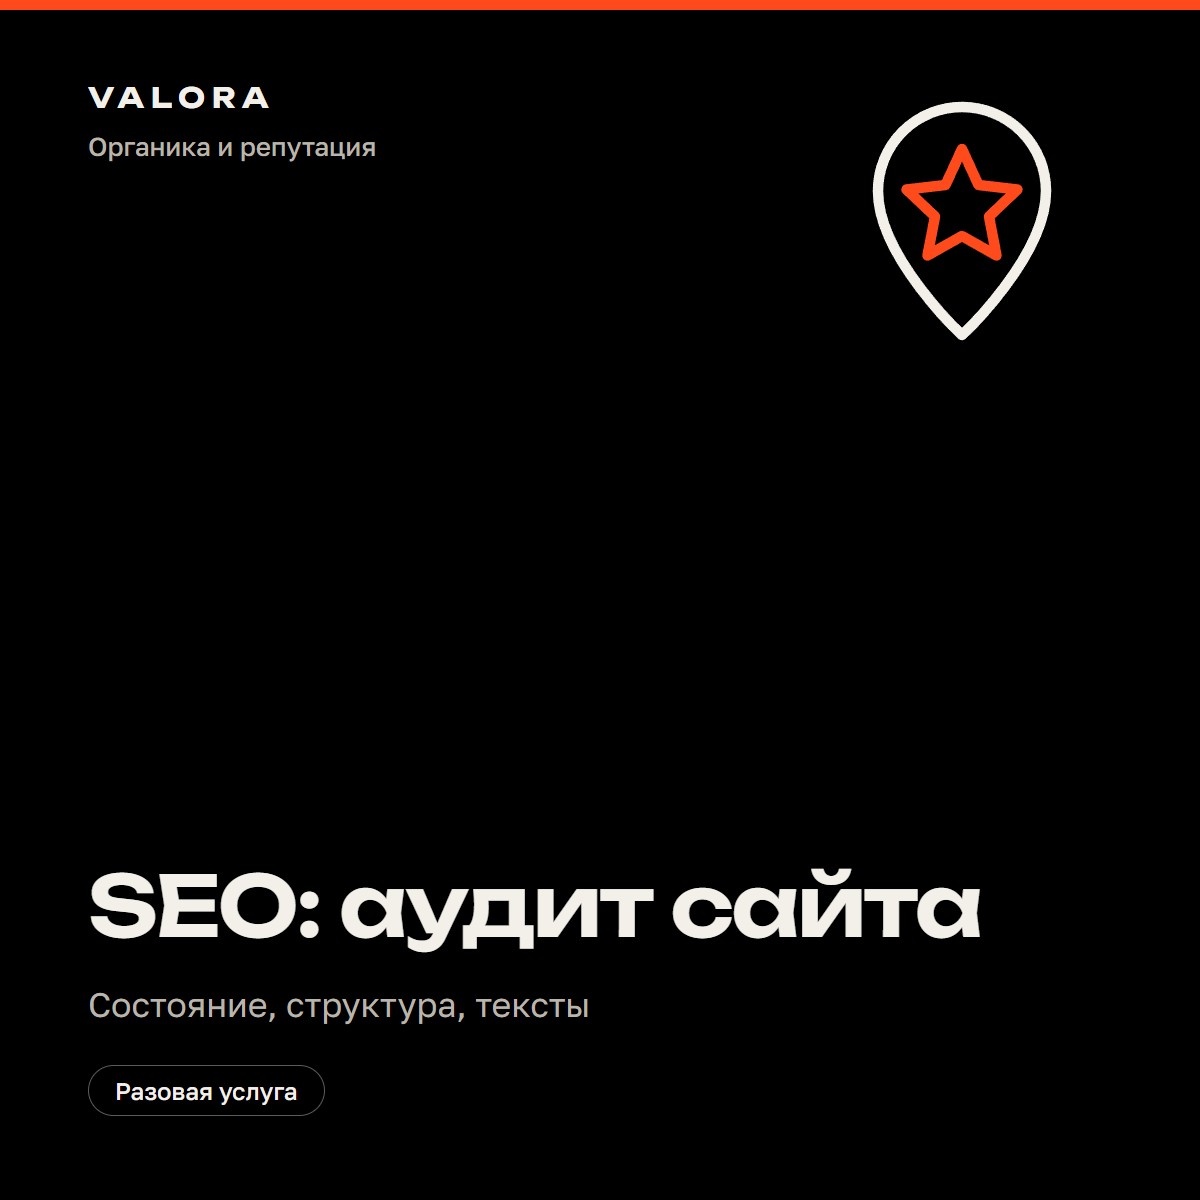 VALORA
Органика и репутация
SEO: аудит сайта
Состояние, структура, тексты
Разовая услуга